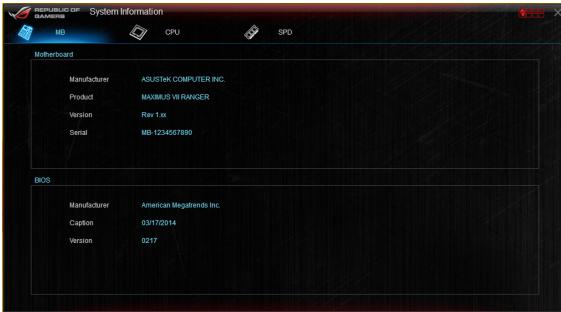 REPUBLIC OF GAMERS System Information
MB CPU SPD
Motherboard
Manufacturer ASUSTeK COMPUTER INC.
Product MAXIMUS VII RANGER
Version Rev 1.xx
Serial MB-1234567890
BIOS
Manufacturer American Megatrends Inc.
Caption 03/17/2014
Version 0217